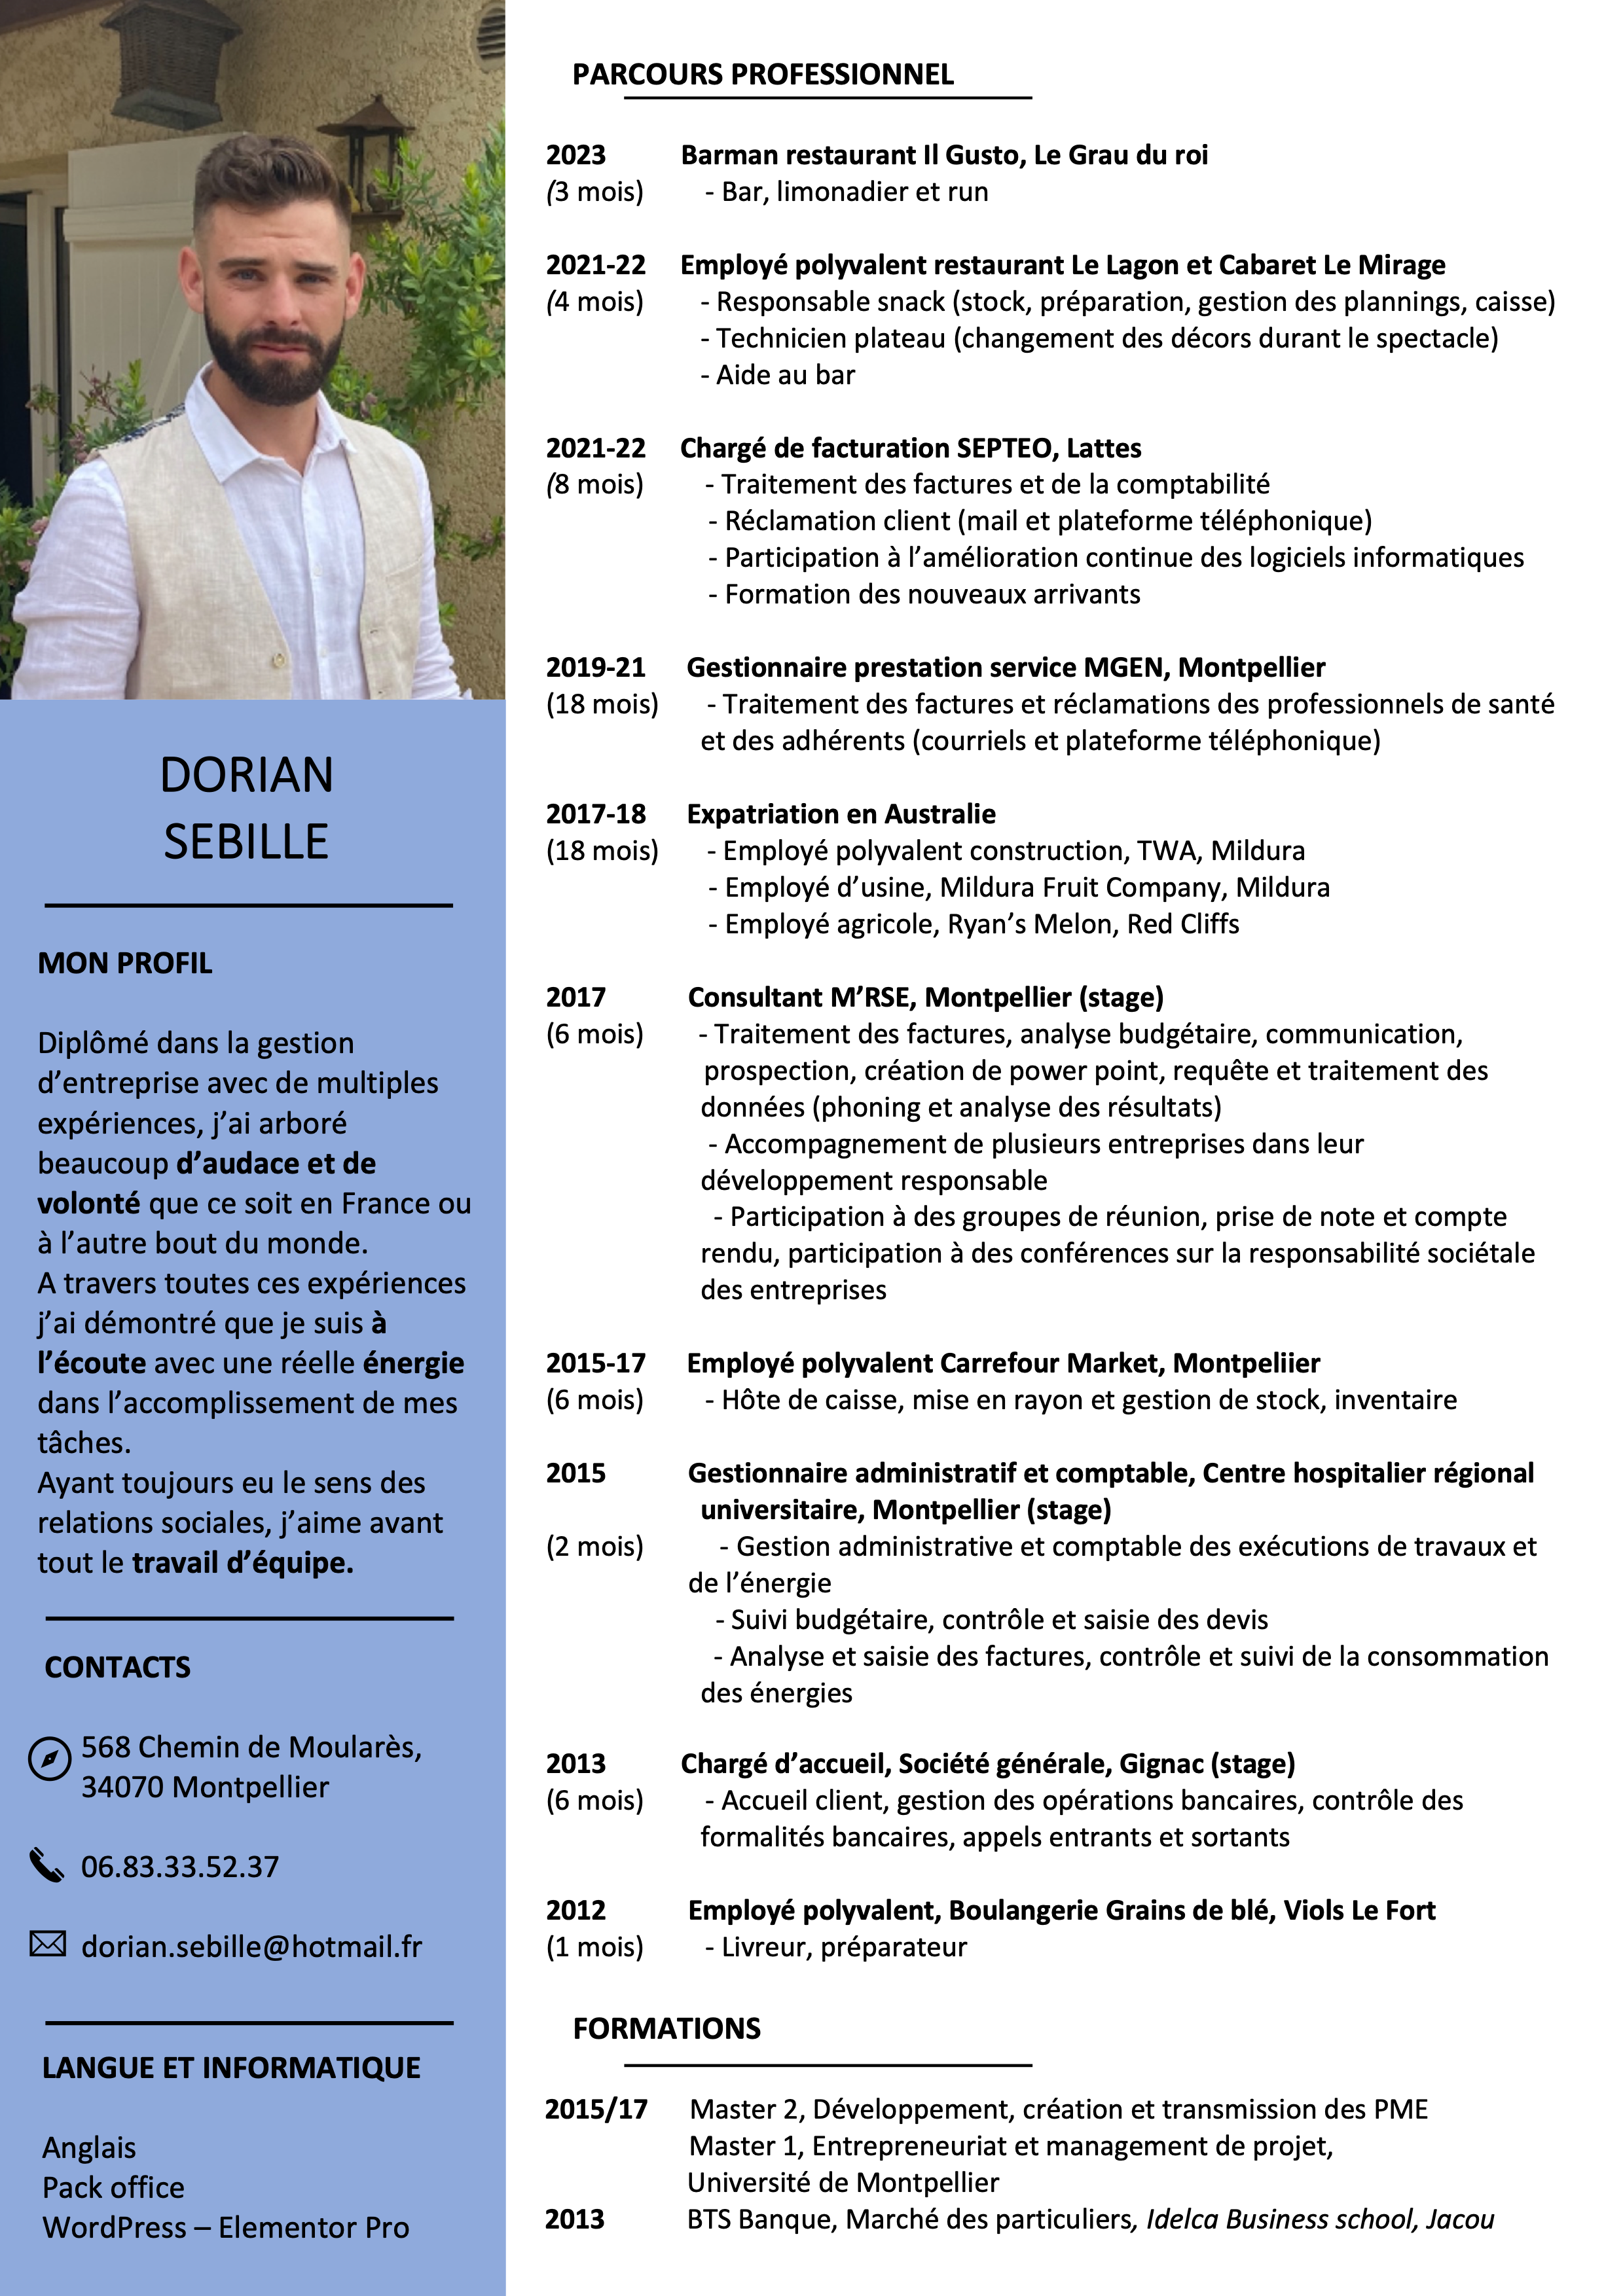 DORIAN
SEBILLE
MON PROFIL
Diplômé dans la gestion
d’entreprise avec de multiples
expériences, j’ai arboré
beaucoup d’audace et de
volonté que ce soit en France ou
à l’autre bout du monde.
A travers toutes ces expériences
j’ai démontré que je suis à
l’écoute avec une réelle énergie
dans l’accomplissement de mes
tâches.
Ayant toujours eu le sens des
relations sociales, j’aime avant
tout le travail d’équipe.
CONTACTS
568 Chemin de Moularès,
34070 Montpellier
06.83.33.52.37
dorian.sebille@hotmail.fr
LANGUE ET INFORMATIQUE
Anglais
Pack office
WordPress – Elementor Pro
PARCOURS PROFESSIONNEL
2023 Barman restaurant Il Gusto, Le Grau du roi
(3 mois) - Bar, limonadier et run
2021-22 Employé polyvalent restaurant Le Lagon et Cabaret Le Mirage
(4 mois) - Responsable snack (stock, préparation, gestion des plannings, caisse)
- Technicien plateau (changement des décors durant le spectacle)
- Aide au bar
2021-22 Chargé de facturation SEPTEO, Lattes
(8 mois) - Traitement des factures et de la comptabilité
- Réclamation client (mail et plateforme téléphonique)
- Participation à l’amélioration continue des logiciels informatiques
- Formation des nouveaux arrivants
2019-21 Gestionnaire prestation service MGEN, Montpellier
(18 mois) - Traitement des factures et réclamations des professionnels de santé
et des adhérents (courriels et plateforme téléphonique)
2017-18 Expatriation en Australie
(18 mois) - Employé polyvalent construction, TWA, Mildura
- Employé d’usine, Mildura Fruit Company, Mildura
- Employé agricole, Ryan’s Melon, Red Cliffs
2017 Consultant M’RSE, Montpellier (stage)
(6 mois) - Traitement des factures, analyse budgétaire, communication,
prospection, création de power point, requête et traitement des
données (phoning et analyse des résultats)
- Accompagnement de plusieurs entreprises dans leur
développement responsable
- Participation à des groupes de réunion, prise de note et compte
rendu, participation à des conférences sur la responsabilité sociétale
des entreprises
2015-17 Employé polyvalent Carrefour Market, Montpeliier
(6 mois) - Hôte de caisse, mise en rayon et gestion de stock, inventaire
2015 Gestionnaire administratif et comptable, Centre hospitalier régional
universitaire, Montpellier (stage)
(2 mois) - Gestion administrative et comptable des exécutions de travaux et
de l’énergie
- Suivi budgétaire, contrôle et saisie des devis
- Analyse et saisie des factures, contrôle et suivi de la consommation
des énergies
2013 Chargé d’accueil, Société générale, Gignac (stage)
(6 mois) - Accueil client, gestion des opérations bancaires, contrôle des
formalités bancaires, appels entrants et sortants
2012 Employé polyvalent, Boulangerie Grains de blé, Viols Le Fort
(1 mois) - Livreur, préparateur
FORMATIONS
2015/17 Master 2, Développement, création et transmission des PME
Master 1, Entrepreneuriat et management de projet,
Université de Montpellier
2013 BTS Banque, Marché des particuliers, Idelca Business school, Jacou